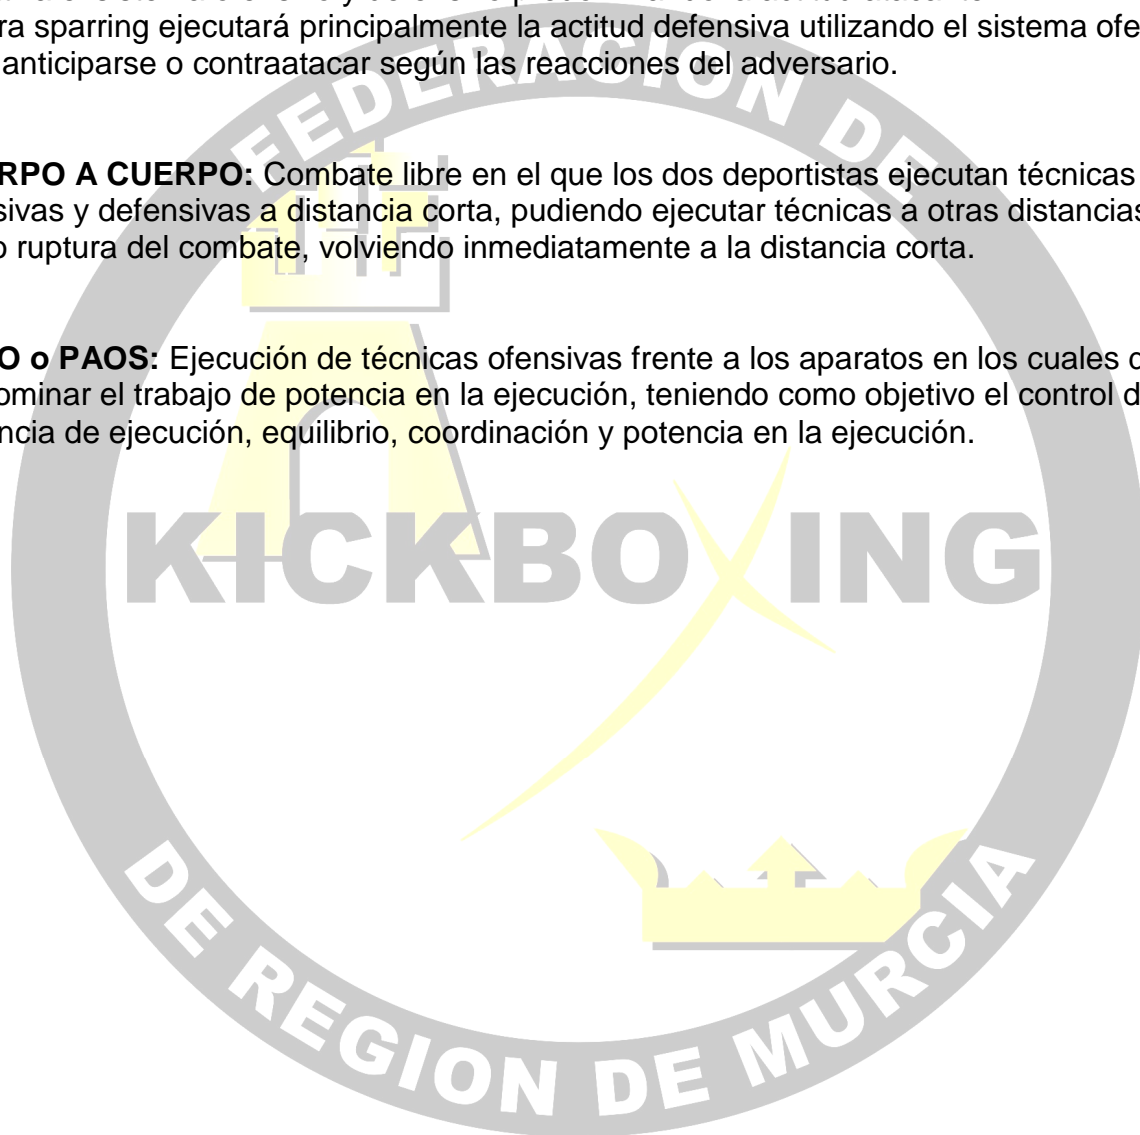 ra sparring ejecutará principalmente la actitud defensiva utilizando el sistema ofe
anticiparse o contraatacar según las reacciones del adversario.
RPO A CUERPO: Combate libre en el que los dos deportistas ejecutan técnicas
sivas y defensivas a distancia corta, pudiendo ejecutar técnicas a otras distancias
o ruptura del combate, volviendo inmediatamente a la distancia corta.
O o PAOS: Ejecución de técnicas ofensivas frente a los aparatos en los cuales d
ominar el trabajo de potencia en la ejecución, teniendo como objetivo el control d
ncia de ejecución, equilibrio, coordinación y potencia en la ejecución.
FEDERACION DE
KICKBOXING
DE REGION DE MURCIA